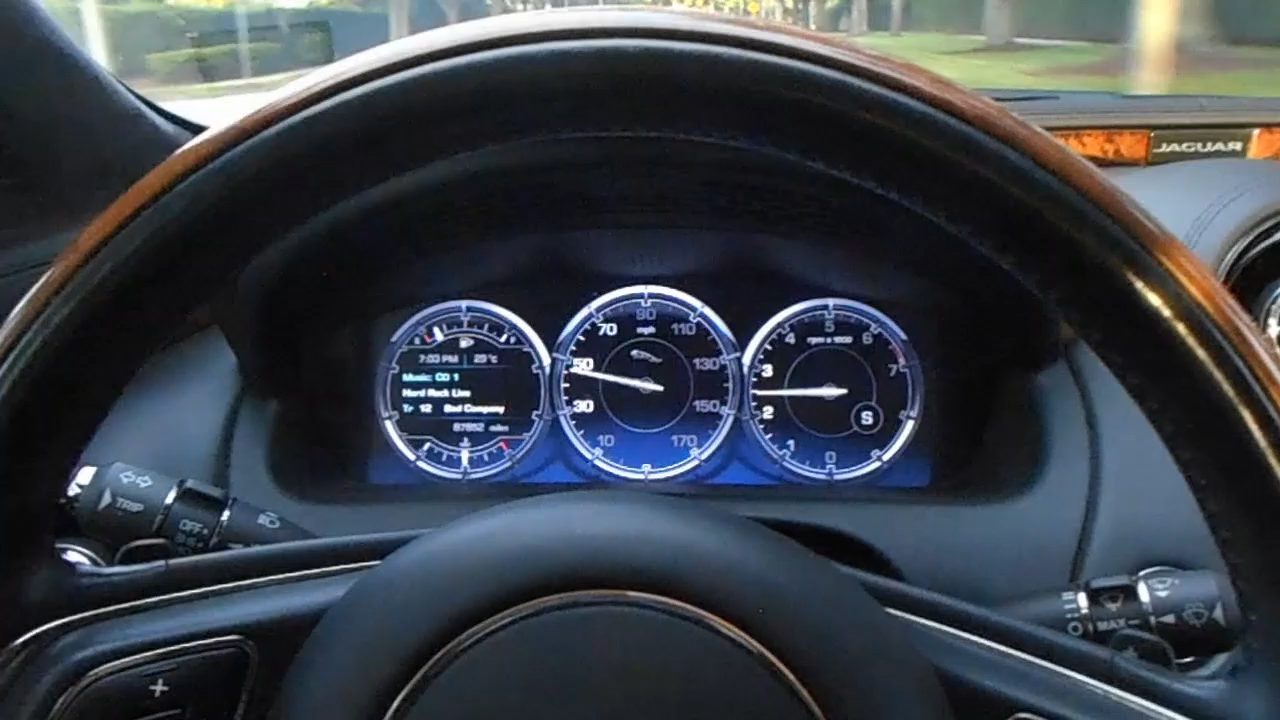 JAGUAR
7:03 PM 29°c
Music: CD 1
Hard Rock Live
Tr 12 Bad Company
87852 miles
10
30
50
70
90
110
130
150
170
mph
0
1
2
3
4
5
6
7
rpm x 1000
S
TRIP
OFF
MAX
+